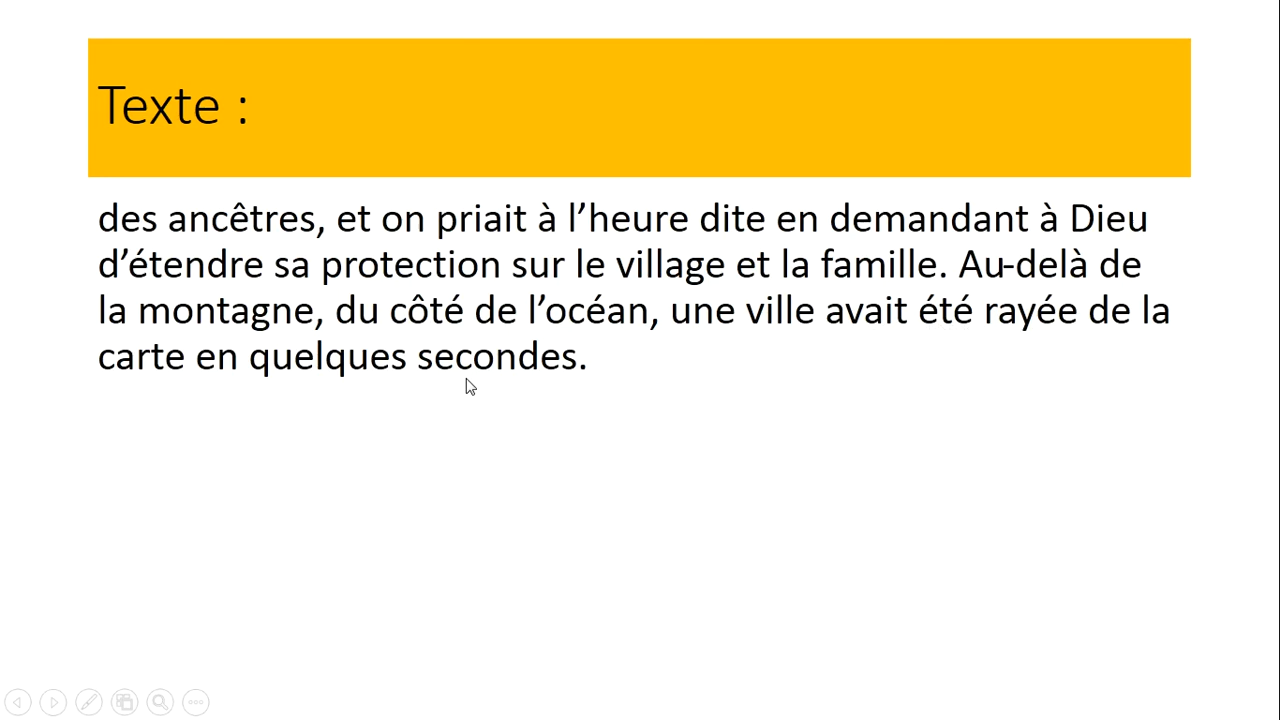 Texte :
des ancêtres, et on priait à l’heure dite en demandant à Dieu
d’étendre sa protection sur le village et la famille. Au-delà de
la montagne, du côté de l’océan, une ville avait été rayée de la
carte en quelques secondes.